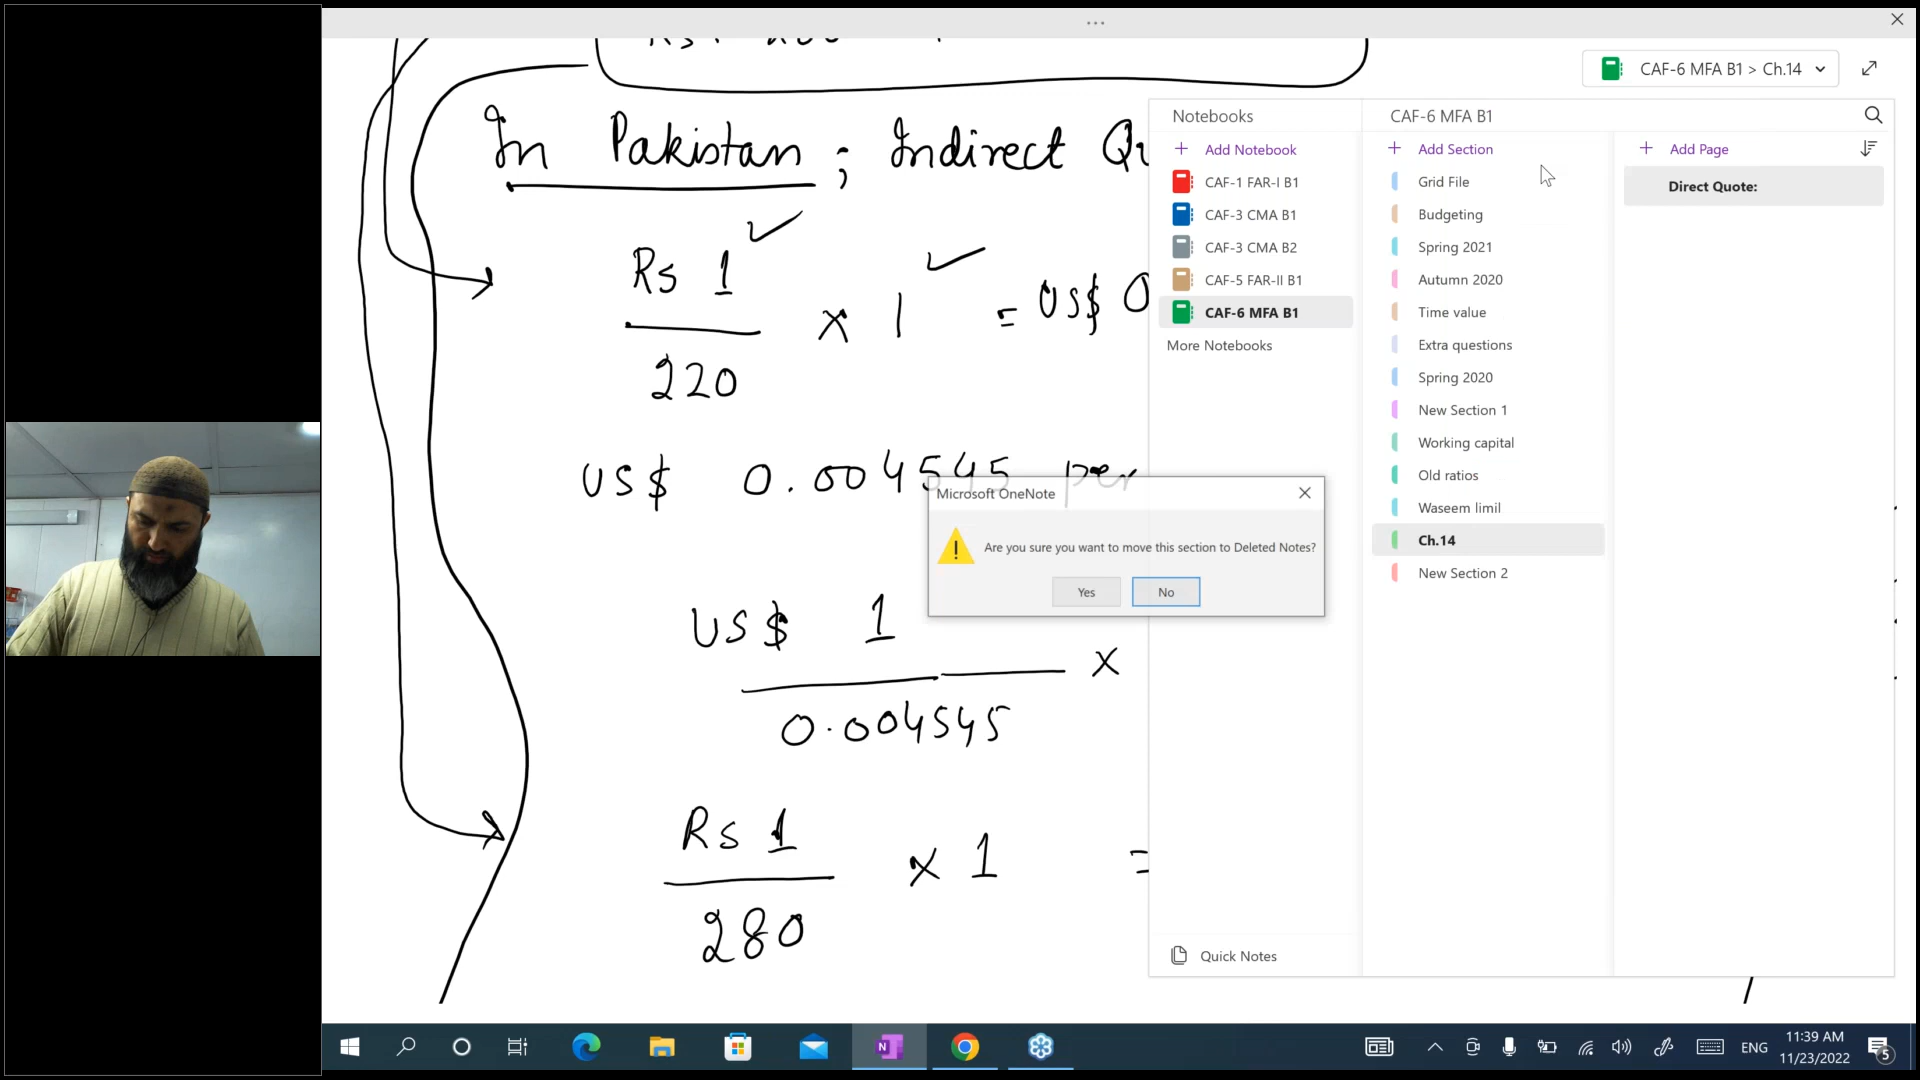 CAF-6 MFA B1 > Ch.14
In Pakistan ; Indirect
Rs 1
220
x 1 = US$ 0
US$ 0.004545 per
US$ 1
0.004545
x
Rs 1
280
x 1 =
Notebooks
Add Notebook
CAF-1 FAR-I B1
CAF-3 CMA B1
CAF-3 CMA B2
CAF-5 FAR-II B1
CAF-6 MFA B1
More Notebooks
Quick Notes
CAF-6 MFA B1
Add Section
Grid File
Budgeting
Spring 2021
Autumn 2020
Time value
Extra questions
Spring 2020
New Section 1
Working capital
Old ratios
Waseem limil
Ch.14
New Section 2
Add Page
Direct Quote:
Microsoft OneNote
Are you sure you want to move this section to Deleted Notes?
Yes No
ENG
11:39 AM
11/23/2022
5